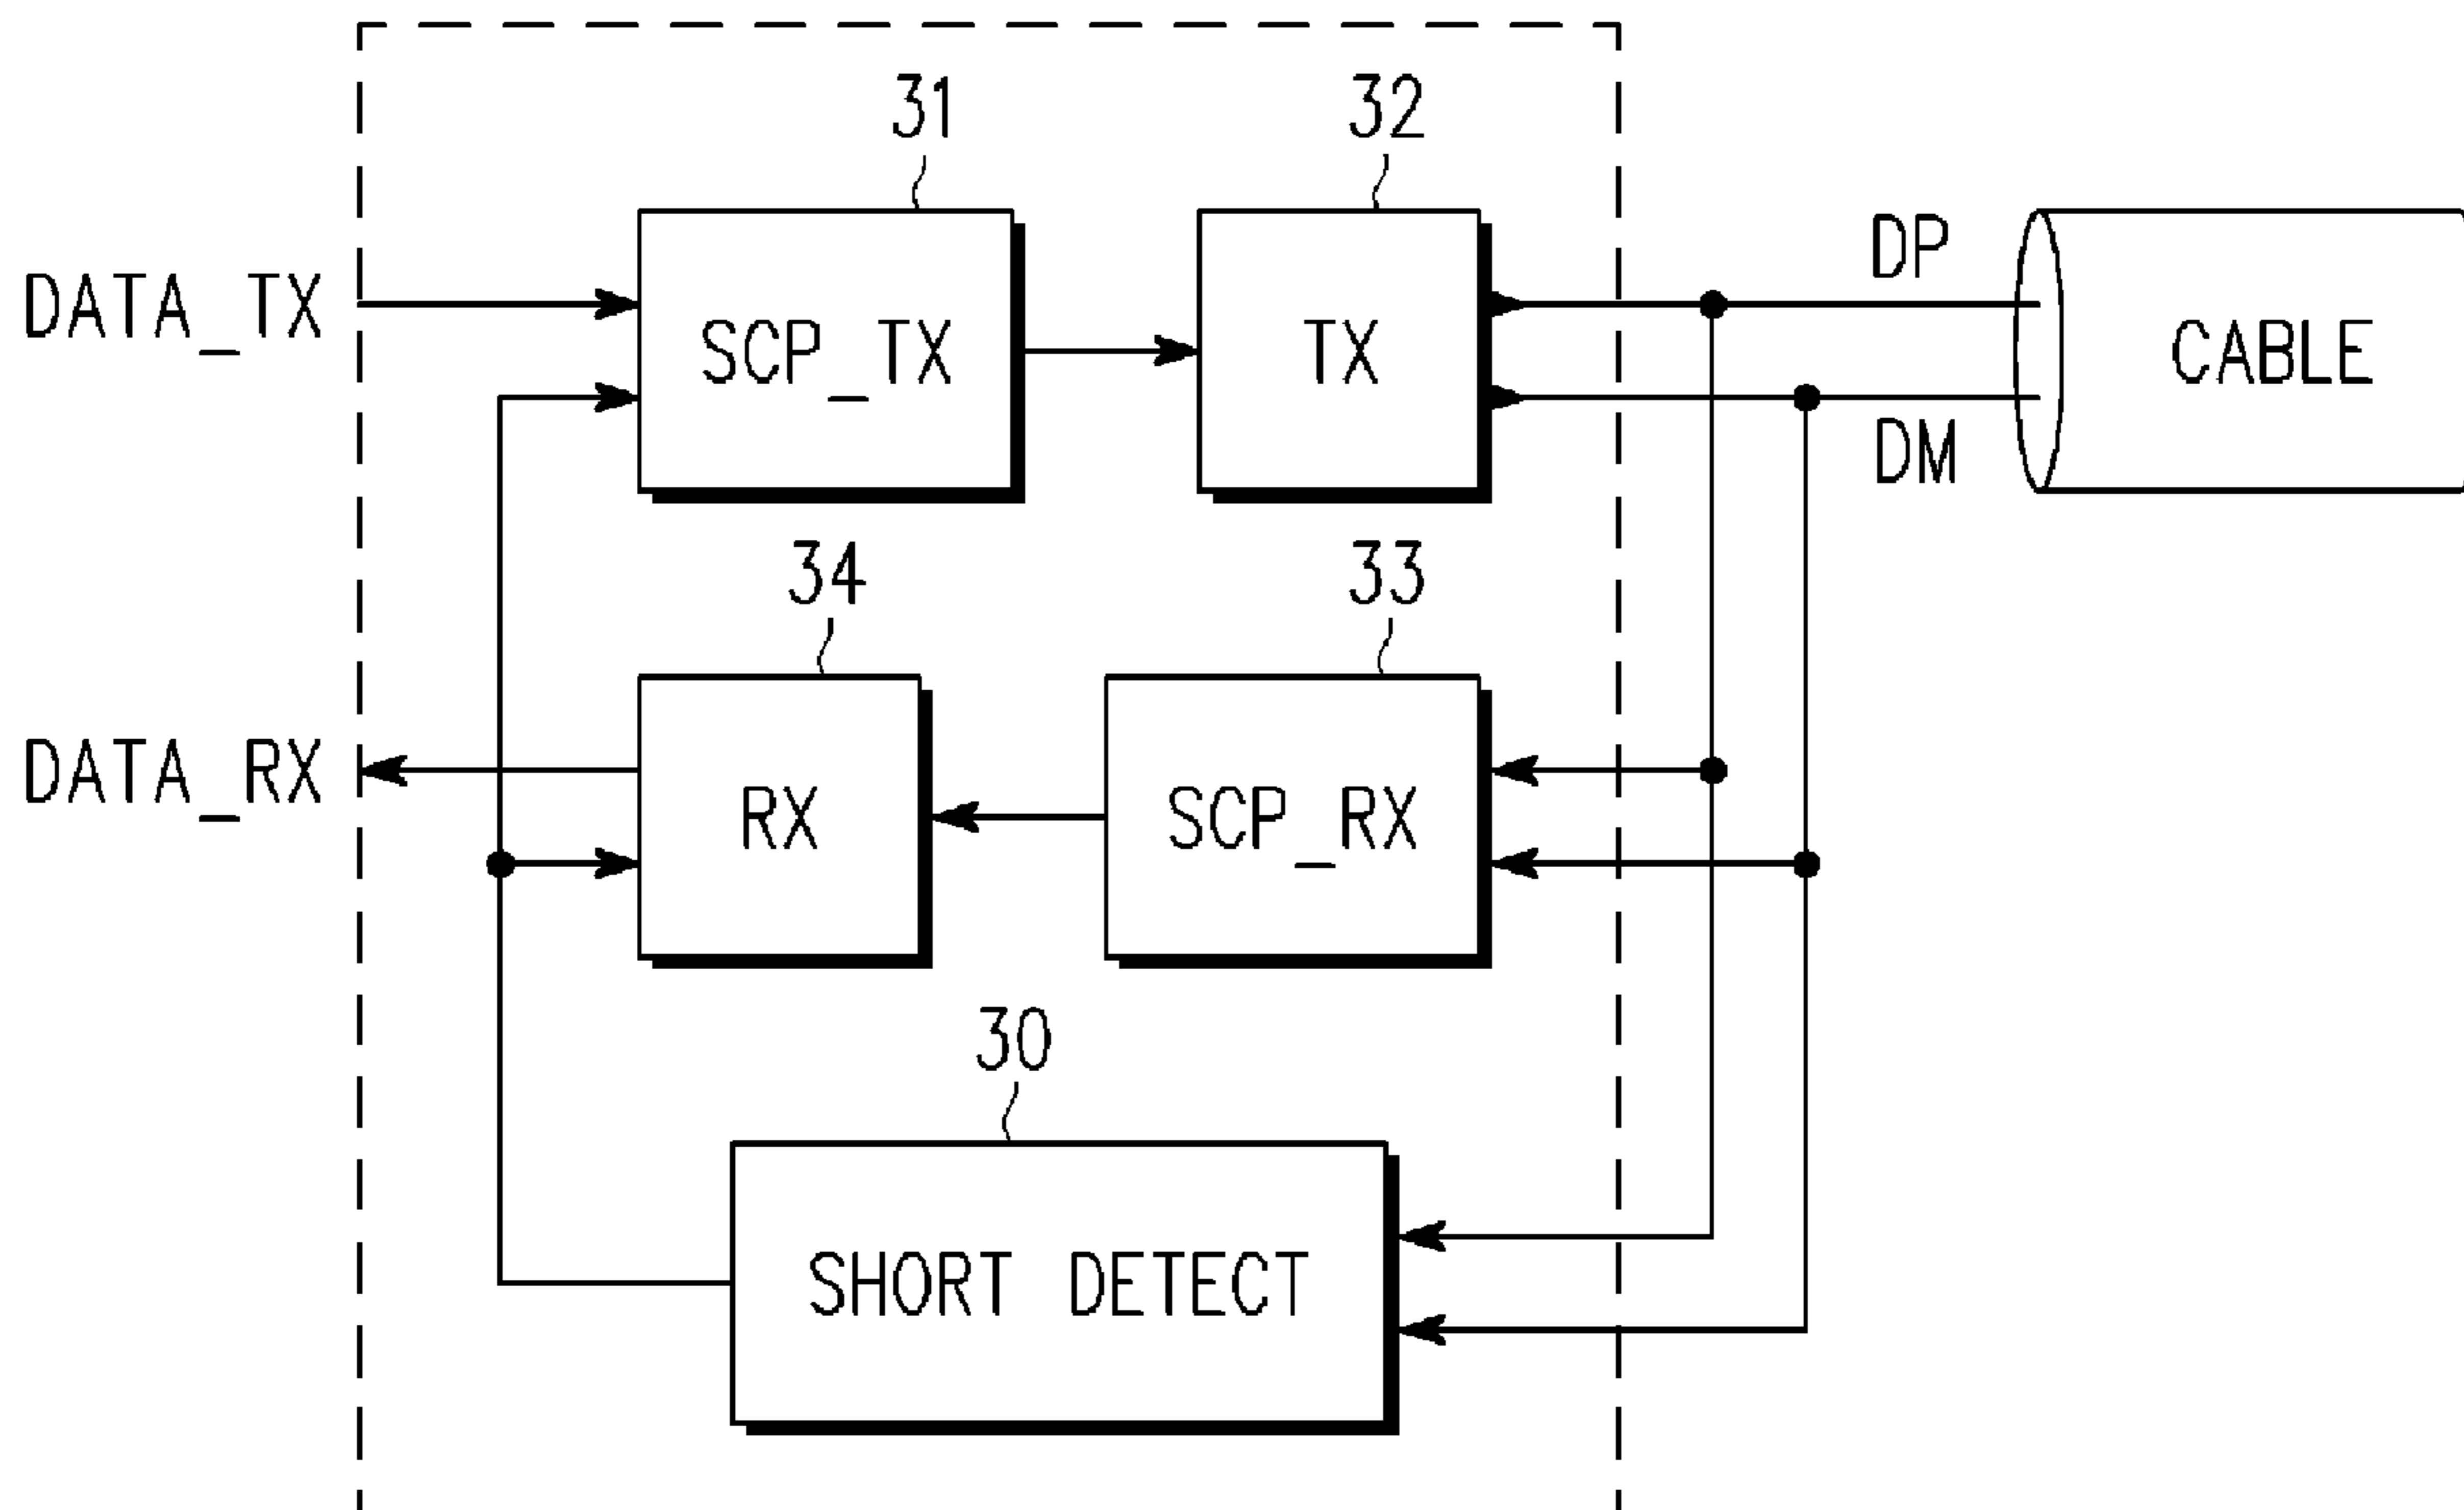 31
32
DATA_TX
SCP_TX
TX
DP
DM
CABLE
34
33
DATA_RX
RX
SCP_RX
30
SHORT DETECT